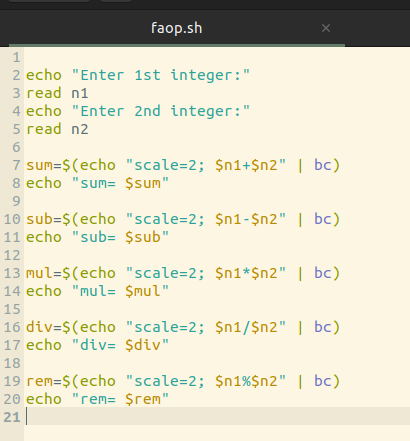 faop.sh
1
2 echo "Enter 1st integer:"
3 read n1
4 echo "Enter 2nd integer:"
5 read n2
6
7 sum=$(echo "scale=2; $n1+$n2" | bc)
8 echo "sum= $sum"
9
10 sub=$(echo "scale=2; $n1-$n2" | bc)
11 echo "sub= $sub"
12
13 mul=$(echo "scale=2; $n1*$n2" | bc)
14 echo "mul= $mul"
15
16 div=$(echo "scale=2; $n1/$n2" | bc)
17 echo "div= $div"
18
19 rem=$(echo "scale=2; $n1%$n2" | bc)
20 echo "rem= $rem"
21